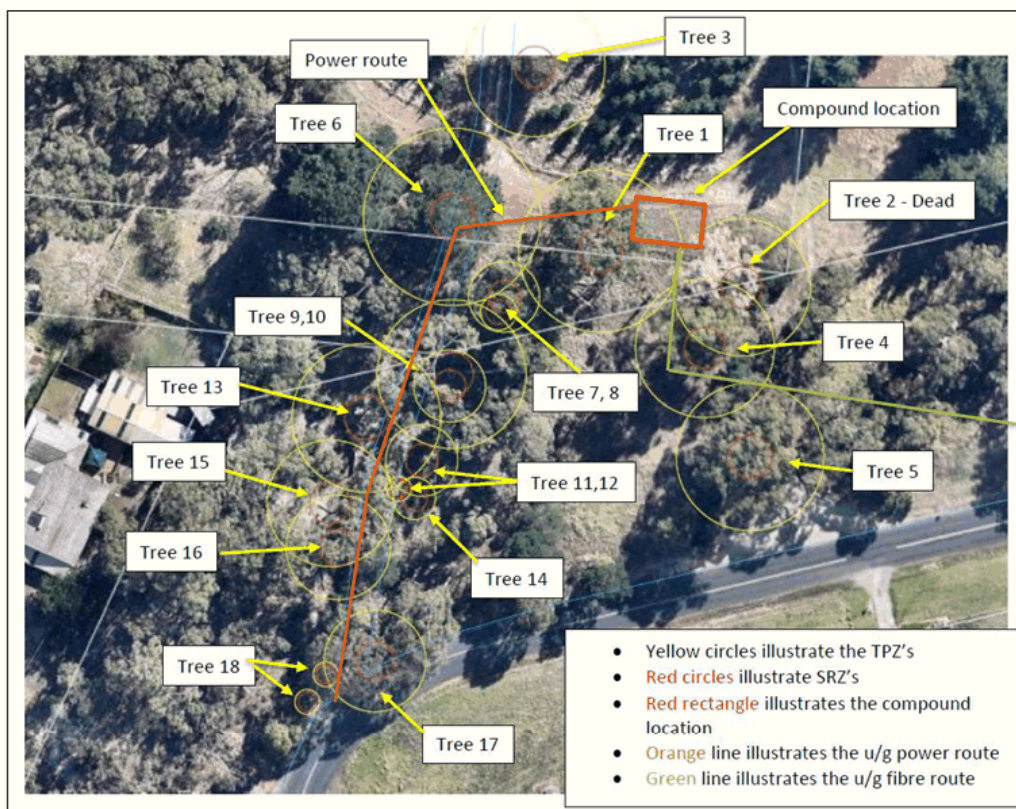 Tree 3
Power route
Compound location
Tree 6
Tree 1
Tree 2 - Dead
Tree 9,10
Tree 4
Tree 13
Tree 7, 8
Tree 15
Tree 11,12
Tree 5
Tree 16
Tree 14
Tree 18
Tree 17
• Yellow circles illustrate the TPZ's
• Red circles illustrate SRZ's
• Red rectangle illustrates the compound
location
• Orange line illustrates the u/g power route
• Green line illustrates the u/g fibre route